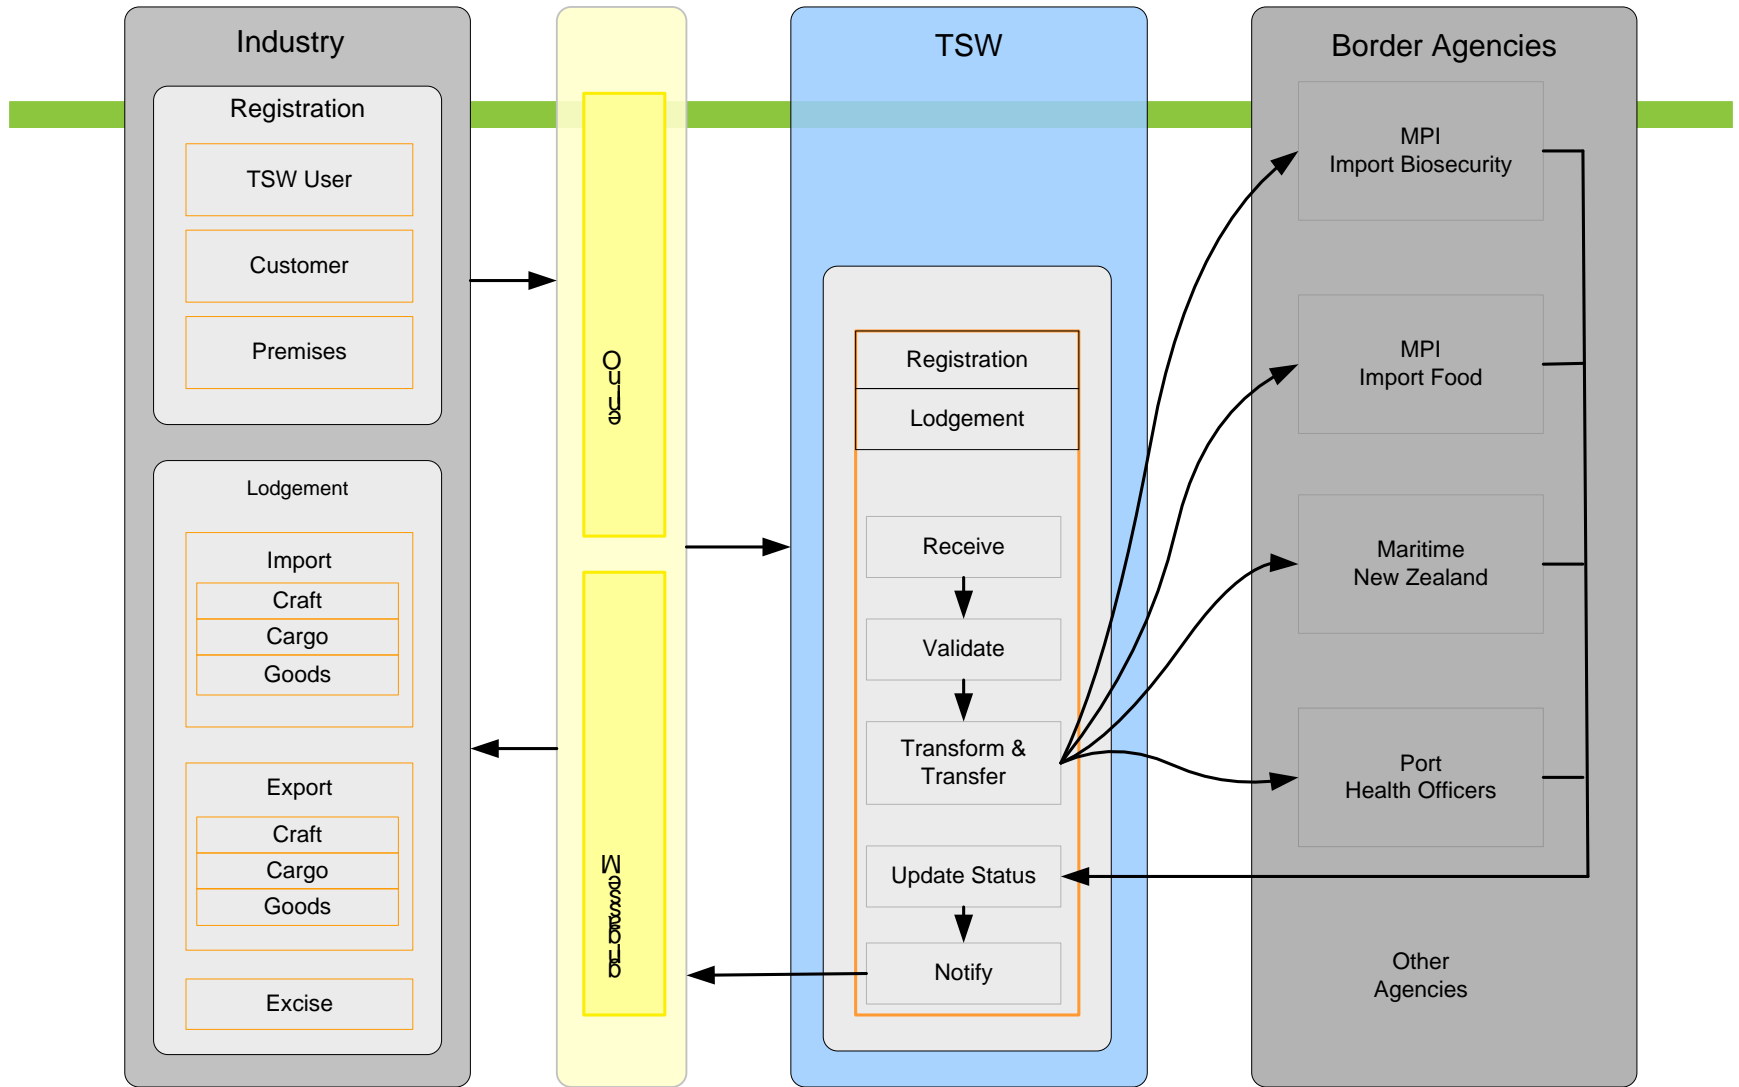 Industry
Registration
TSW User
Customer
Premises
Lodgement
Import
Craft
Cargo
Goods
Export
Craft
Cargo
Goods
Excise
TSW
Registration
Lodgement
Receive
Validate
Transform &
Transfer
Update Status
Notify
Border Agencies
MPI
Import Biosecurity
MPI
Import Food
Maritime
New Zealand
Port
Health Officers
Other
Agencies